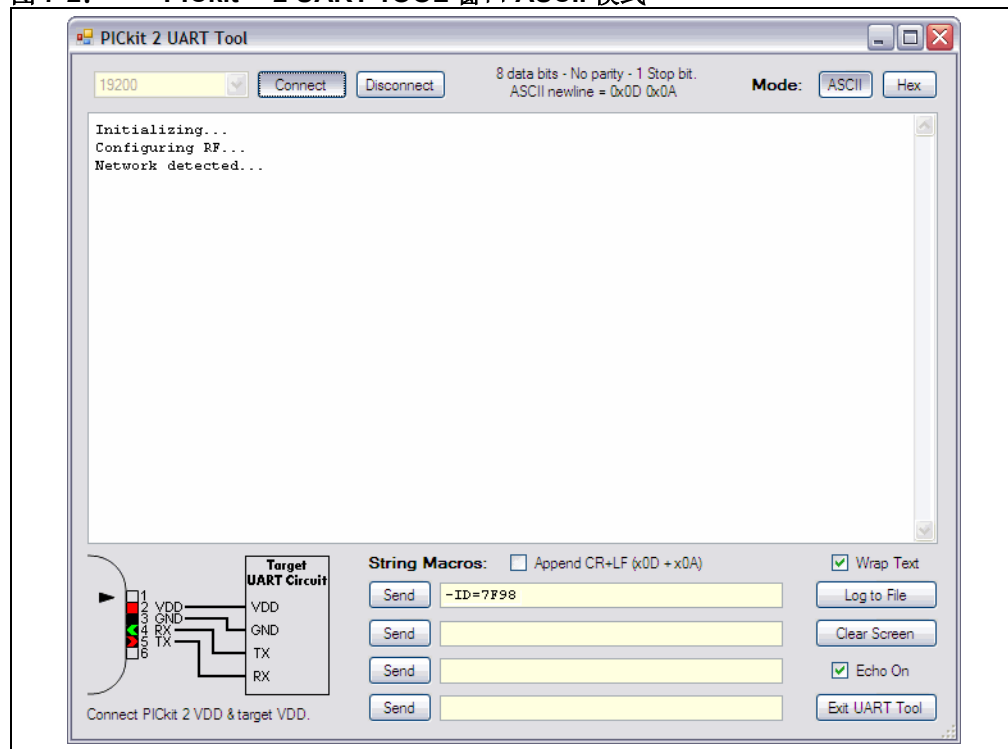 PICkit 2 UART Tool
19200 Connect Disconnect 8 data bits - No parity - 1 Stop bit. Mode: ASCII Hex
ASCII newline = 0x0D 0x0A
Initializing...
Configuring RF...
Network detected...
Target
UART Circuit
1
2 VDD VDD
3 GND GND
4 RX TX
5 TX RX
6
Connect PICkit 2 VDD & target VDD.
String Macros: Append CR+LF (x0D + x0A) Wrap Text
Send -ID=7F98 Log to File
Send Clear Screen
Send Echo On
Send Exit UART Tool